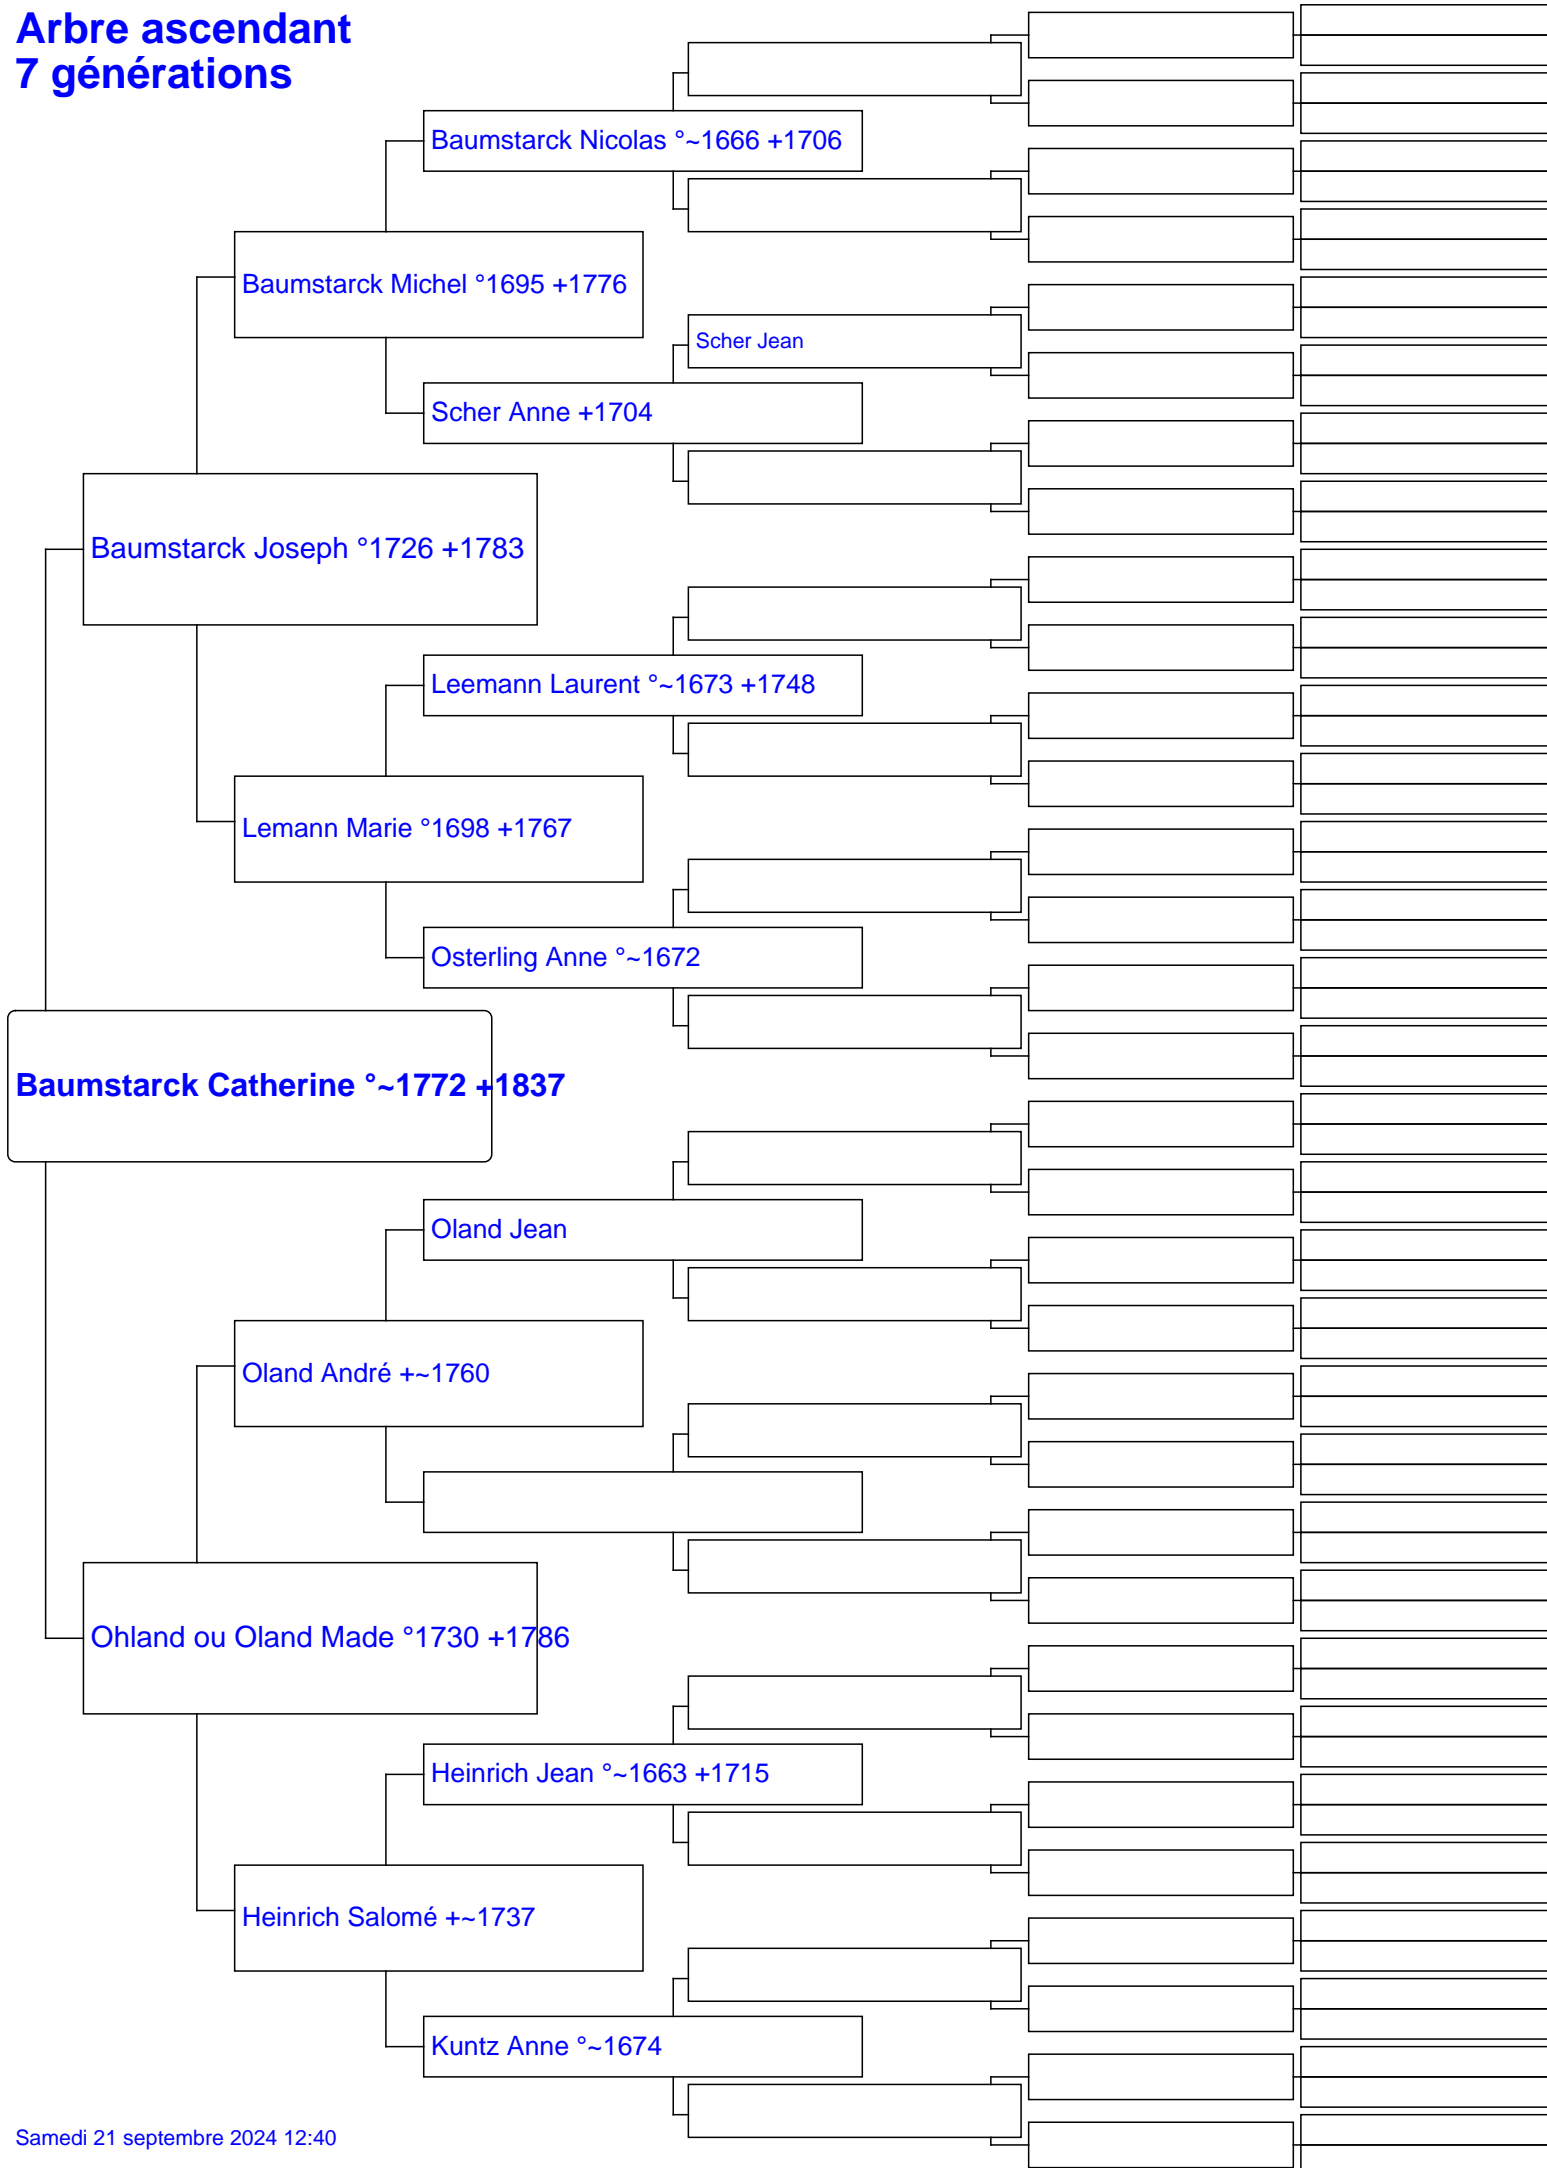 Arbre ascendant
7 générations
Baumstarck Nicolas °~1666 +1706
Baumstarck Michel °1695 +1776
Scher Jean
Scher Anne +1704
Baumstarck Joseph °1726 +1783
Leemann Laurent °~1673 +1748
Lemann Marie °1698 +1767
Osterling Anne °~1672
Baumstarck Catherine °~1772 +1837
Oland Jean
Oland André +~1760
Ohland ou Oland Made °1730 +1786
Heinrich Jean °~1663 +1715
Heinrich Salomé +~1737
Kuntz Anne °~1674
Samedi 21 septembre 2024 12:40